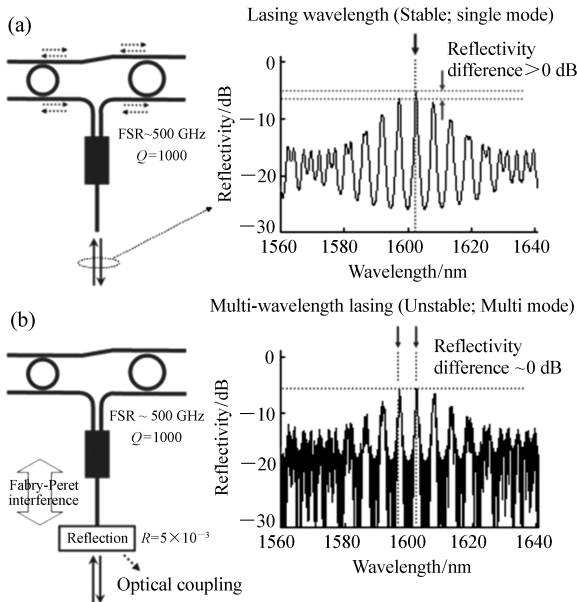 (a)
Lasing wavelength (Stable; single mode)
Reflectivity
difference>0 dB
FSR~500 GHz
Q=1000
Reflectivity/dB
0
−10
−20
−30
1560
1580
1600
1620
1640
Wavelength/nm
(b)
Multi-wavelength lasing (Unstable; Multi mode)
Reflectivity
difference ~0 dB
FSR ~ 500 GHz
Q=1000
Fabry-Peret
interference
Reflection
R=5×10⁻³
Optical coupling
Reflectivity/dB
0
−10
−20
−30
1560
1580
1600
1620
1640
Wavelength/nm